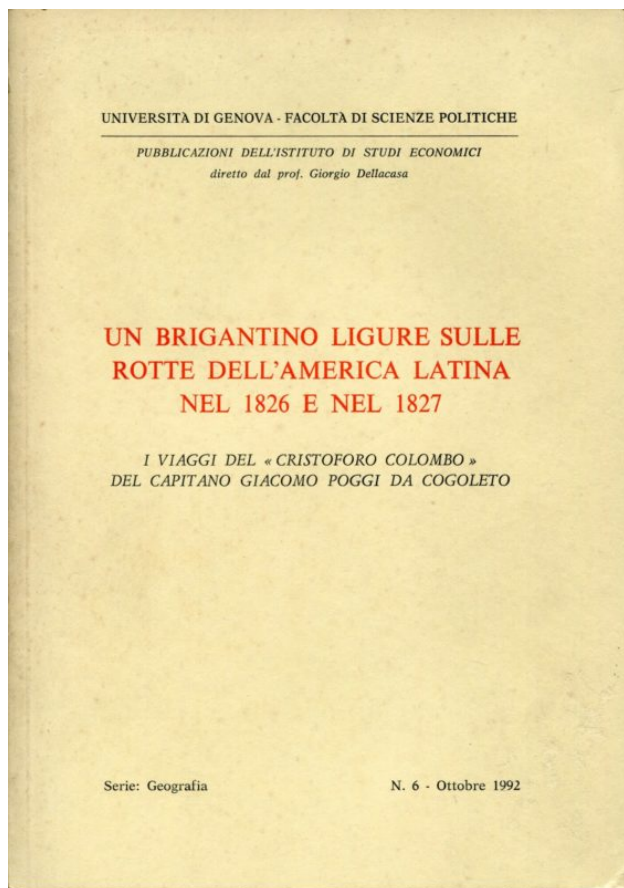 UNIVERSITÀ DI GENOVA - FACOLTÀ DI SCIENZE POLITICHE
PUBBLICAZIONI DELL'ISTITUTO DI STUDI ECONOMICI
diretto dal prof. Giorgio Dellacasa
UN BRIGANTINO LIGURE SULLE
ROTTE DELL'AMERICA LATINA
NEL 1826 E NEL 1827
I VIAGGI DEL « CRISTOFORO COLOMBO »
DEL CAPITANO GIACOMO POGGI DA COGOLETO
Serie: Geografia N. 6 - Ottobre 1992